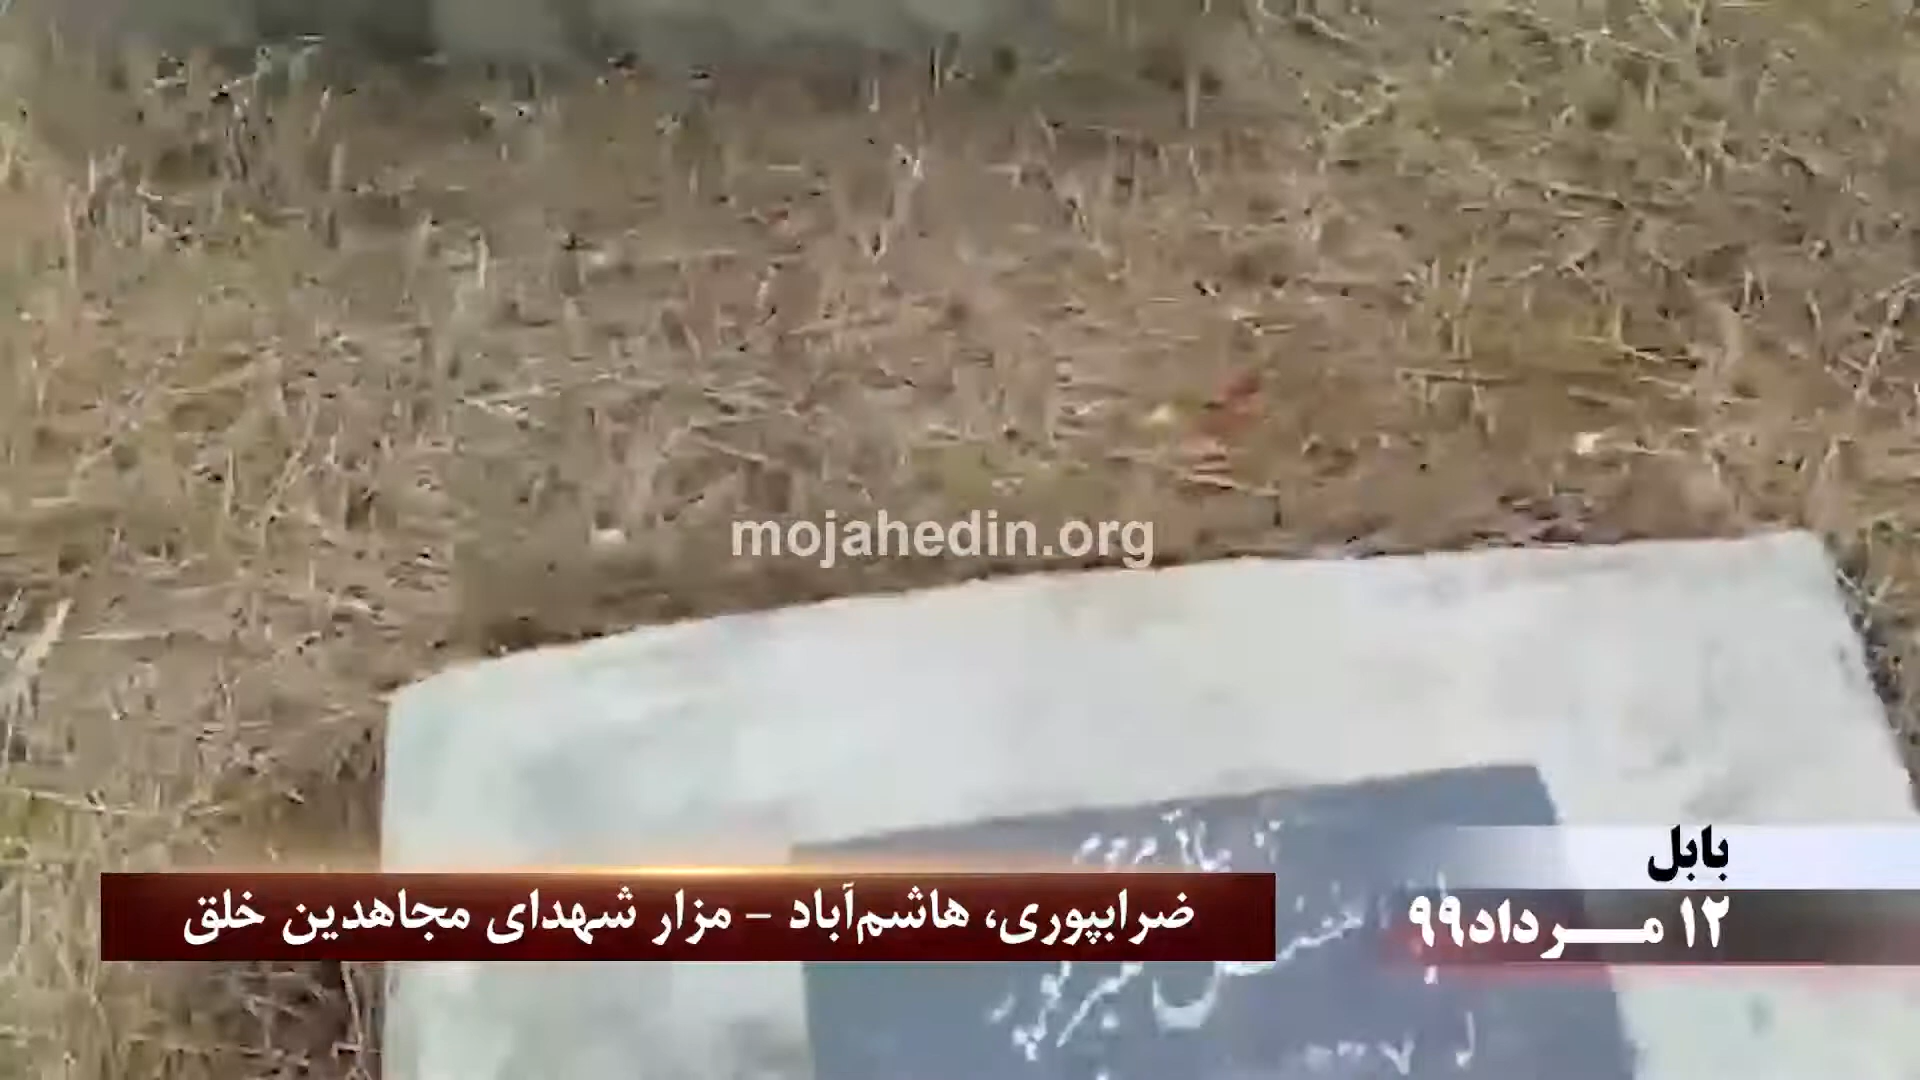 mojahedin.org
بابل
۱۲ مـــرداد۹۹
ضرابپوری، هاشم‌آباد - مزار شهدای مجاهدین خلق